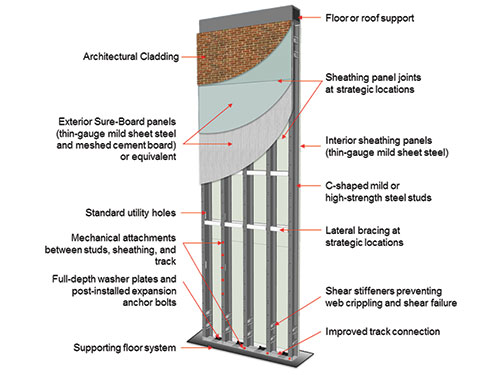 Architectural Cladding
Exterior Sure-Board panels
(thin-gauge mild sheet steel
and meshed cement board)
or equivalent
Standard utility holes
Mechanical attachments
between studs, sheathing, and
track
Full-depth washer plates and
post-installed expansion
anchor bolts
Supporting floor system
Floor or roof support
Sheathing panel joints
at strategic locations
Interior sheathing panels
(thin-gauge mild sheet steel)
C-shaped mild or
high-strength steel studs
Lateral bracing at
strategic locations
Shear stiffeners preventing
web crippling and shear failure
Improved track connection